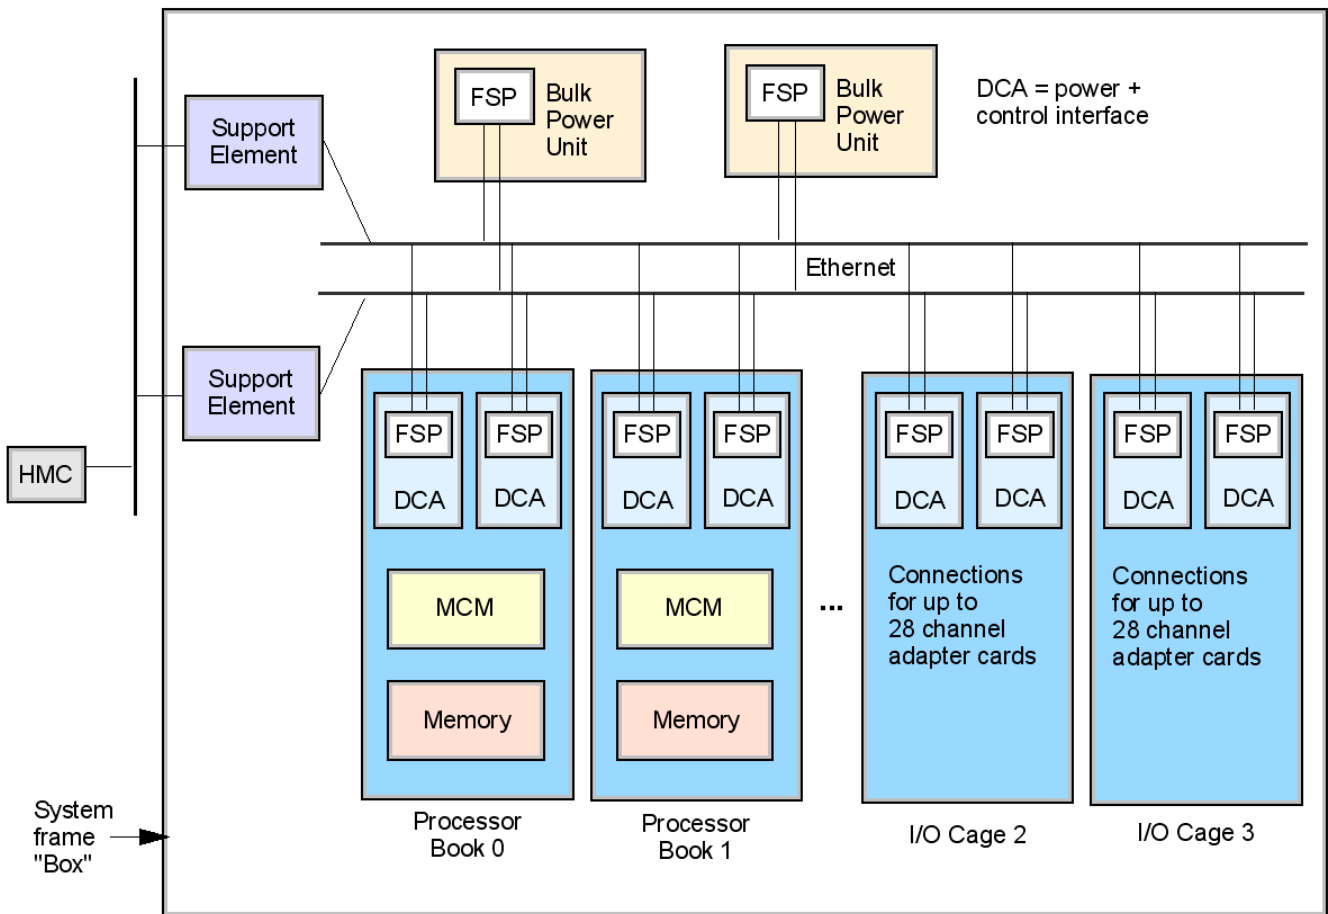 FSP
Bulk
Power
Unit
FSP
Bulk
Power
Unit
DCA = power +
control interface
Support
Element
Ethernet
Support
Element
HMC
FSP
DCA
FSP
DCA
FSP
DCA
FSP
DCA
FSP
DCA
FSP
DCA
FSP
DCA
FSP
DCA
MCM
Memory
MCM
Memory
...
Connections
for up to
28 channel
adapter cards
Connections
for up to
28 channel
adapter cards
System
frame
"Box"
Processor
Book 0
Processor
Book 1
I/O Cage 2
I/O Cage 3